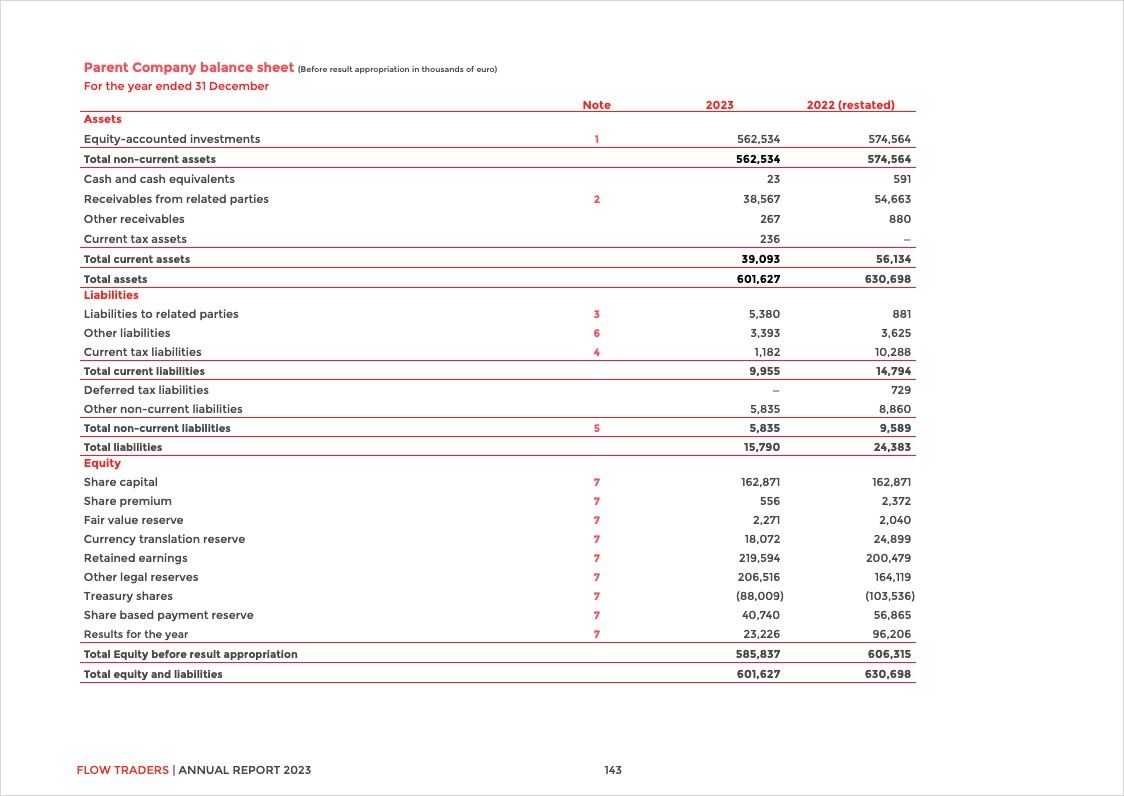 Parent Company balance sheet (Before result appropriation in thousands of euro)
For the year ended 31 December
Note 2023 2022 (restated)
Assets
Equity-accounted investments 1 562,534 574,564
Total non-current assets 562,534 574,564
Cash and cash equivalents 23 591
Receivables from related parties 2 38,567 54,663
Other receivables 267 880
Current tax assets 236 —
Total current assets 39,093 56,134
Total assets 601,627 630,698
Liabilities
Liabilities to related parties 3 5,380 881
Other liabilities 6 3,393 3,625
Current tax liabilities 4 1,182 10,288
Total current liabilities 9,955 14,794
Deferred tax liabilities — 729
Other non-current liabilities 5,835 8,860
Total non-current liabilities 5 5,835 9,589
Total liabilities 15,790 24,383
Equity
Share capital 7 162,871 162,871
Share premium 7 556 2,372
Fair value reserve 7 2,271 2,040
Currency translation reserve 7 18,072 24,899
Retained earnings 7 219,594 200,479
Other legal reserves 7 206,516 164,119
Treasury shares 7 (88,009) (103,536)
Share based payment reserve 7 40,740 56,865
Results for the year 7 23,226 96,206
Total Equity before result appropriation 585,837 606,315
Total equity and liabilities 601,627 630,698
FLOW TRADERS | ANNUAL REPORT 2023 143